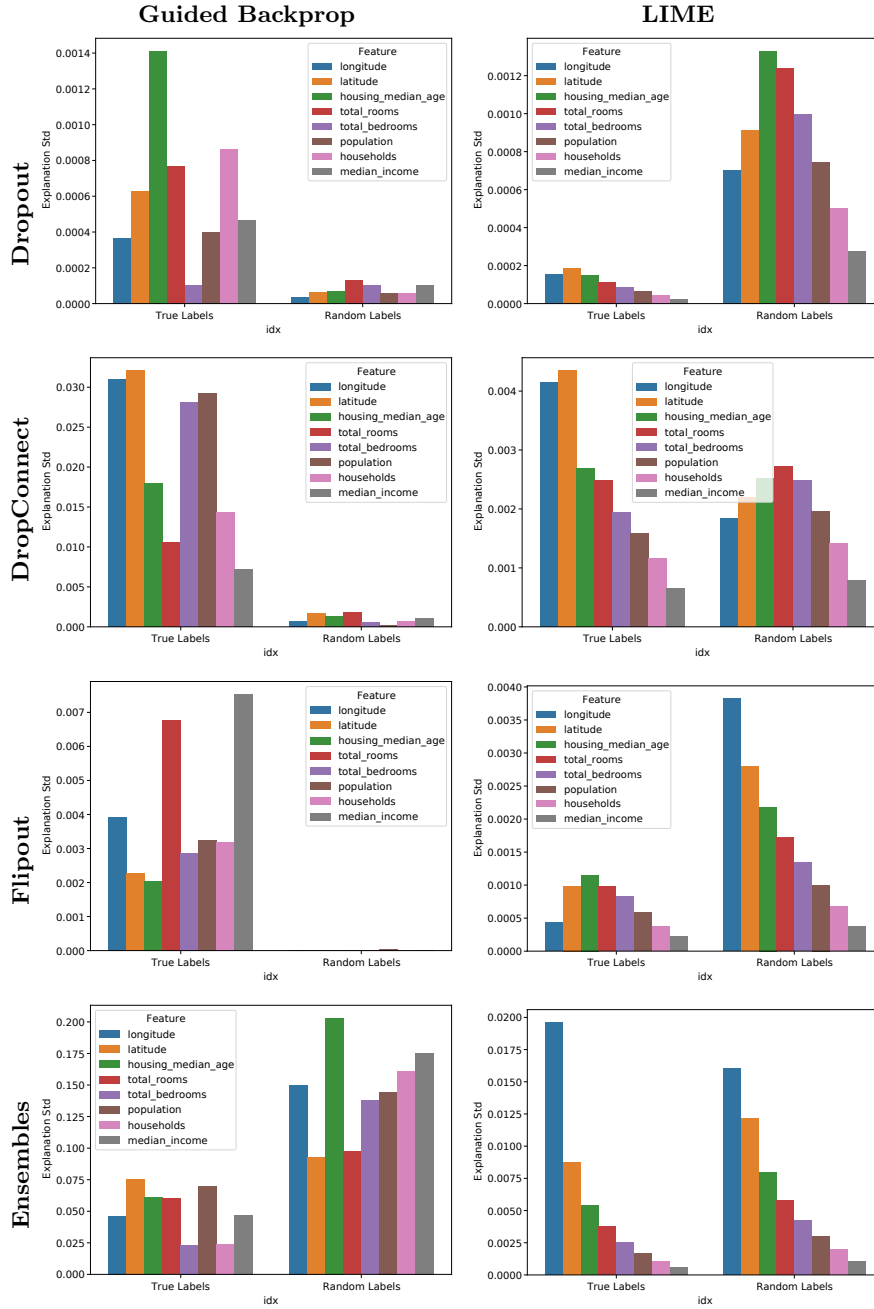 Guided Backprop
LIME
Dropout
Explanation Std
0.0014
0.0012
0.0010
0.0008
0.0006
0.0004
0.0002
0.0000
Feature
longitude
latitude
housing_median_age
total_rooms
total_bedrooms
population
households
median_income
True Labels
Random Labels
idx
Explanation Std
0.0012
0.0010
0.0008
0.0006
0.0004
0.0002
0.0000
Feature
longitude
latitude
housing_median_age
total_rooms
total_bedrooms
population
households
median_income
True Labels
Random Labels
idx
DropConnect
Explanation Std
0.030
0.025
0.020
0.015
0.010
0.005
0.000
Feature
longitude
latitude
housing_median_age
total_rooms
total_bedrooms
population
households
median_income
True Labels
Random Labels
idx
Explanation Std
0.004
0.003
0.002
0.001
0.000
Feature
longitude
latitude
housing_median_age
total_rooms
total_bedrooms
population
households
median_income
True Labels
Random Labels
idx
Flipout
Explanation Std
0.007
0.006
0.005
0.004
0.003
0.002
0.001
0.000
Feature
longitude
latitude
housing_median_age
total_rooms
total_bedrooms
population
households
median_income
True Labels
Random Labels
idx
Explanation Std
0.0040
0.0035
0.0030
0.0025
0.0020
0.0015
0.0010
0.0005
0.0000
Feature
longitude
latitude
housing_median_age
total_rooms
total_bedrooms
population
households
median_income
True Labels
Random Labels
idx
Ensembles
Explanation Std
0.200
0.175
0.150
0.125
0.100
0.075
0.050
0.025
0.000
Feature
longitude
latitude
housing_median_age
total_rooms
total_bedrooms
population
households
median_income
True Labels
Random Labels
idx
Explanation Std
0.0200
0.0175
0.0150
0.0125
0.0100
0.0075
0.0050
0.0025
0.0000
True Labels
Random Labels
idx